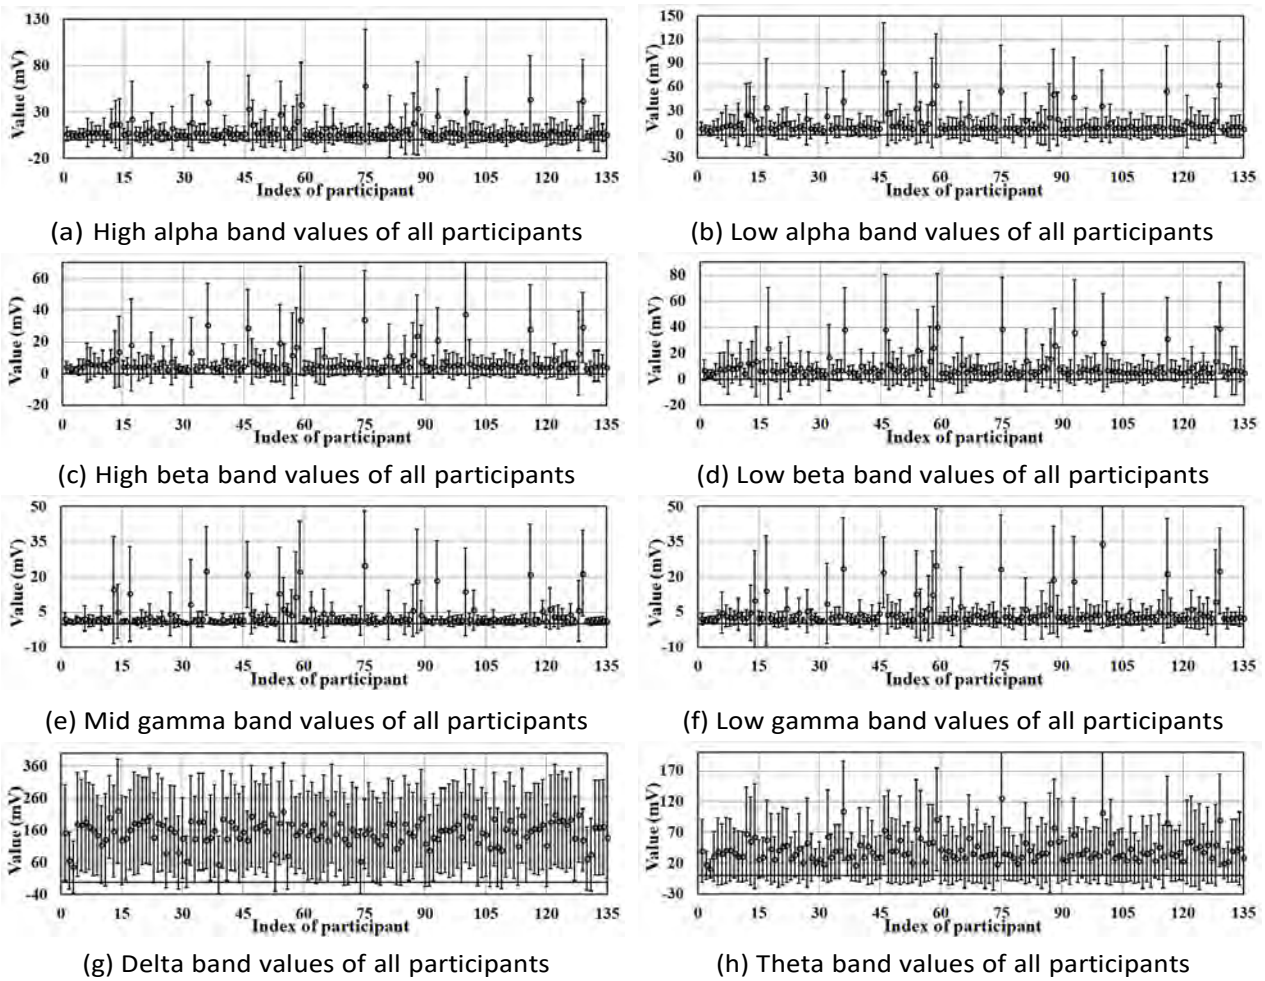 130
80
30
-20
Value (mV)
0 15 30 45 60 75 90 105 120 135
Index of participant
(a) High alpha band values of all participants
150
120
90
60
30
0
-30
Value (mV)
0 15 30 45 60 75 90 105 120 135
Index of participant
(b) Low alpha band values of all participants
60
40
20
0
-20
Value (mV)
0 15 30 45 60 75 90 105 120 135
Index of participant
(c) High beta band values of all participants
80
60
40
20
0
-20
Value (mV)
0 15 30 45 60 75 90 105 120 135
Index of participant
(d) Low beta band values of all participants
50
35
20
5
-10
Value (mV)
0 15 30 45 60 75 90 105 120 135
Index of participant
(e) Mid gamma band values of all participants
50
35
20
5
-10
Value (mV)
0 15 30 45 60 75 90 105 120 135
Index of participant
(f) Low gamma band values of all participants
360
260
160
60
-40
Value (mV)
0 15 30 45 60 75 90 105 120 135
Index of participant
(g) Delta band values of all participants
170
120
70
20
-30
Value (mV)
0 15 30 45 60 75 90 105 120 135
Index of participant
(h) Theta band values of all participants